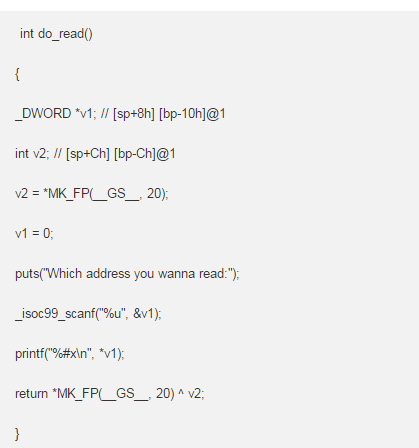 int do_read()
{
_DWORD *v1; // [sp+8h] [bp-10h]@1
int v2; // [sp+Ch] [bp-Ch]@1
v2 = *MK_FP(__GS__, 20);
v1 = 0;
puts("Which address you wanna read:");
_isoc99_scanf("%u", &v1);
printf("%#x\n", *v1);
return *MK_FP(__GS__, 20) ^ v2;
}